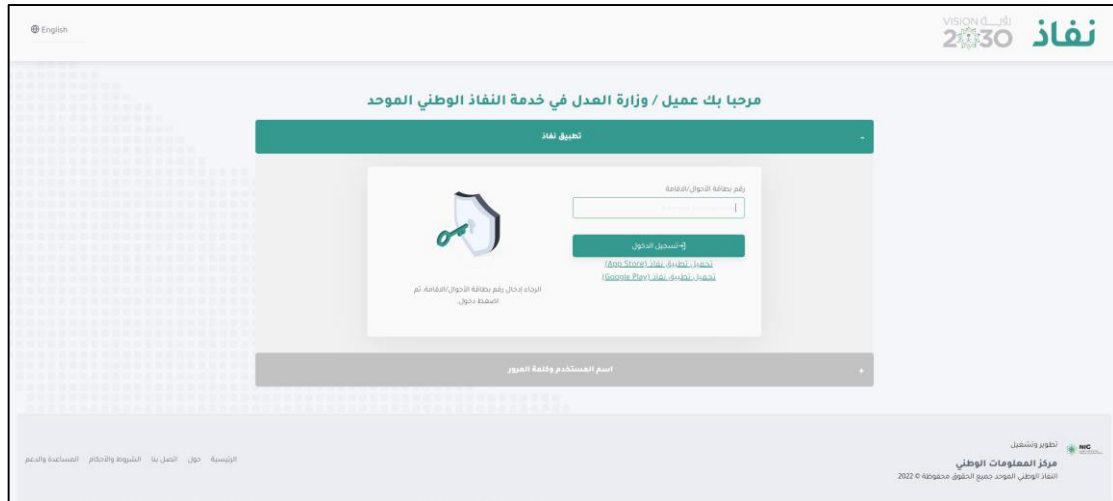 نفاذ
VISION رؤيــة
2030
English
مرحبا بك عميل / وزارة العدل في خدمة النفاذ الوطني الموحد
تطبيق نفاذ
-
رقم بطاقة الأحوال/الاقامة
تسجيل الدخول
تحميل تطبيق نفاذ (App Store)
تحميل تطبيق نفاذ (Google Play)
الرجاء إدخال رقم بطاقة الأحوال/الاقامة، ثم
اضغط دخول.
اسم المستخدم وكلمة المرور
+
تطوير وتشغيل
NIC
مركز المعلومات الوطني
النفاذ الوطني الموحد جميع الحقوق محفوظة © 2022
الرئيسية حول اتصل بنا الشروط والأحكام المساعدة والدعم